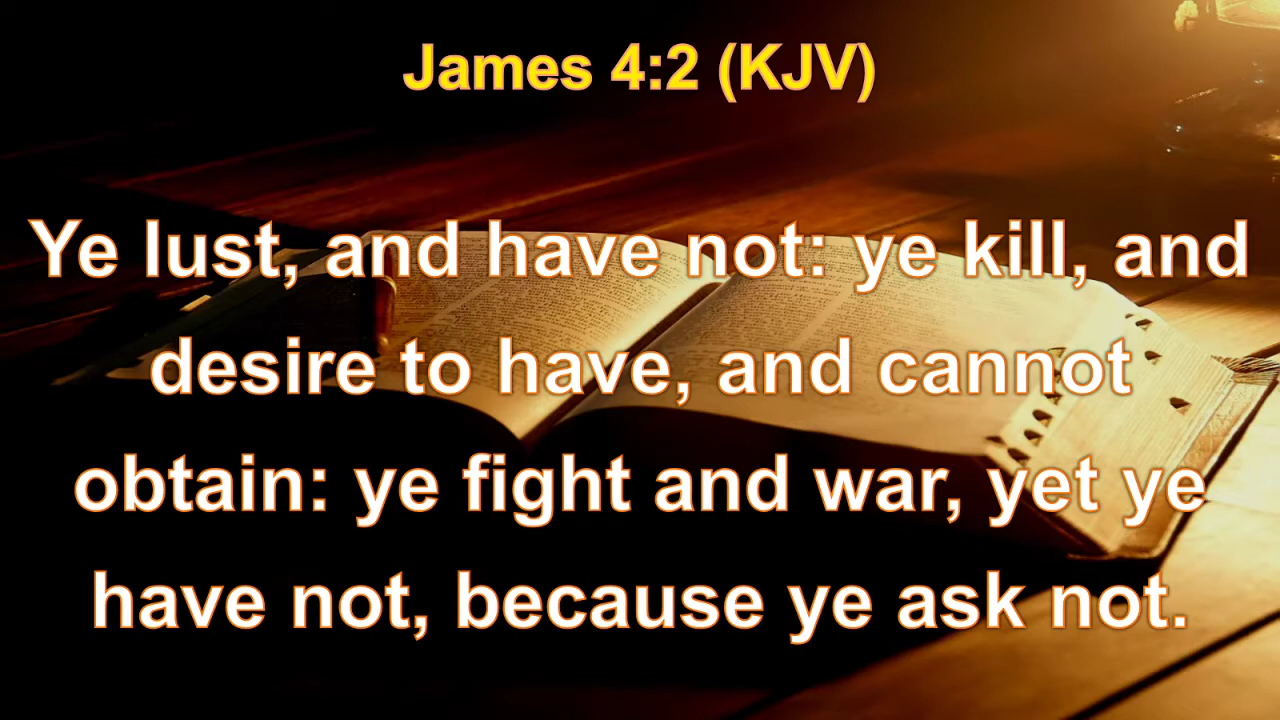 James 4:2 (KJV)
Ye lust, and have not: ye kill, and
desire to have, and cannot
obtain: ye fight and war, yet ye
have not, because ye ask not.